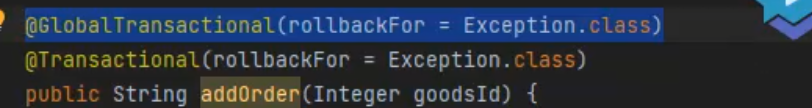 @GlobalTransactional(rollbackFor = Exception.class)
@Transactional(rollbackFor = Exception.class)
public String addOrder(Integer goodsId) {